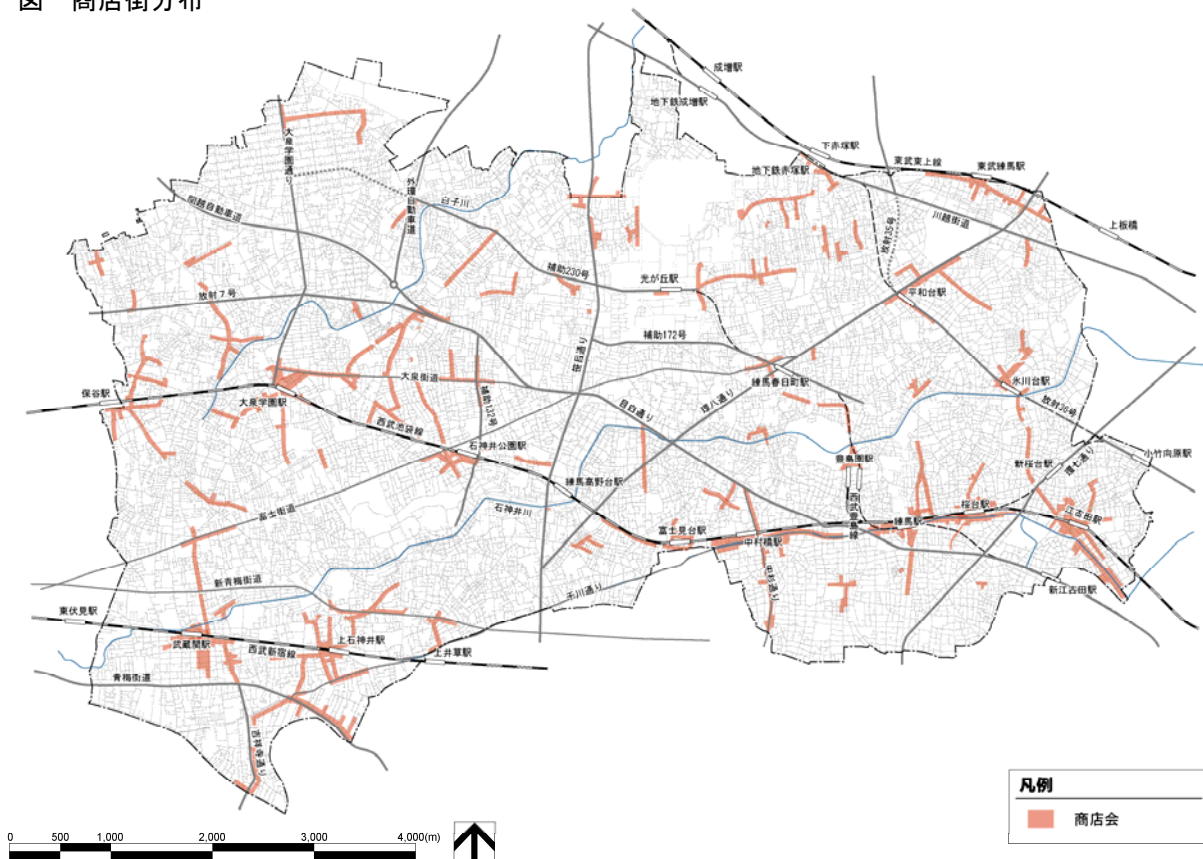 図 商店街分布
成増駅
地下鉄成増駅
下赤塚駅
地下鉄赤塚駅
東武東上線
東武練馬駅
上板橋
川越街道
放射35号
大泉学園通り
外環自動車道
白子川
関越自動車道
補助230号
光が丘駅
平和台駅
放射7号
補助172号
笹目通り
練馬春日町駅
氷川台駅
放射36号
保谷駅
大泉学園駅
大泉街道
補助132号
目白通り
環八通り
西武池袋線
石神井公園駅
豊島園駅
環七通り
小竹向原駅
新桜台駅
練馬高野台駅
石神井川
西武豊島線
富士街道
富士見台駅
中村橋駅
練馬駅
桜台駅
江古田駅
中杉通り
新江古田駅
新青梅街道
千川通り
東伏見駅
武蔵関駅
上石神井駅
西武新宿線
上井草駅
青梅街道
吉祥寺通り
凡例
商店会
0 500 1,000 2,000 3,000 4,000(m)